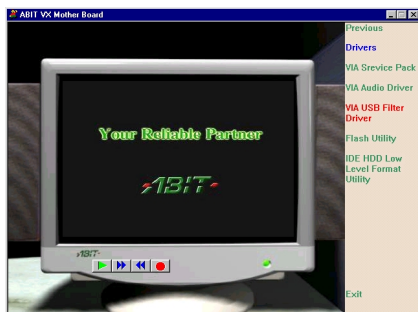 ABIT VX Mother Board
Previous
Drivers
VIA Srevice Pack
VIA Audio Driver
VIA USB Filter
Driver
Flash Utility
IDE HDD Low
Level Format
Utility
Exit
Your Reliable Partner
ABIT
ABIT